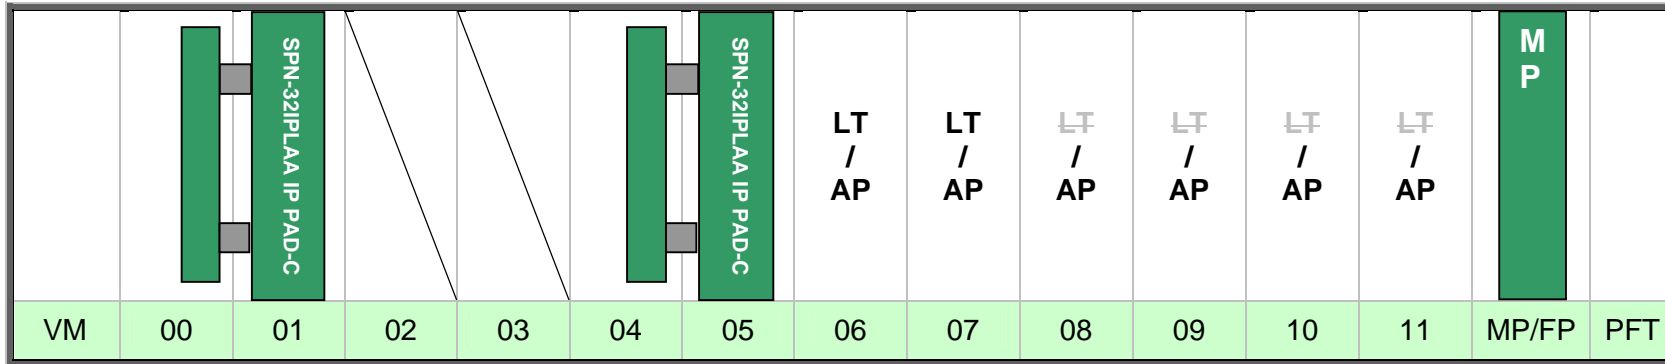 SPN-32IPLAA IP PAD-C
SPN-32IPLAA IP PAD-C
LT
/
AP
LT
/
AP
LT
/
AP
LT
/
AP
LT
/
AP
LT
/
AP
M
P
VM 00 01 02 03 04 05 06 07 08 09 10 11 MP/FP PFT